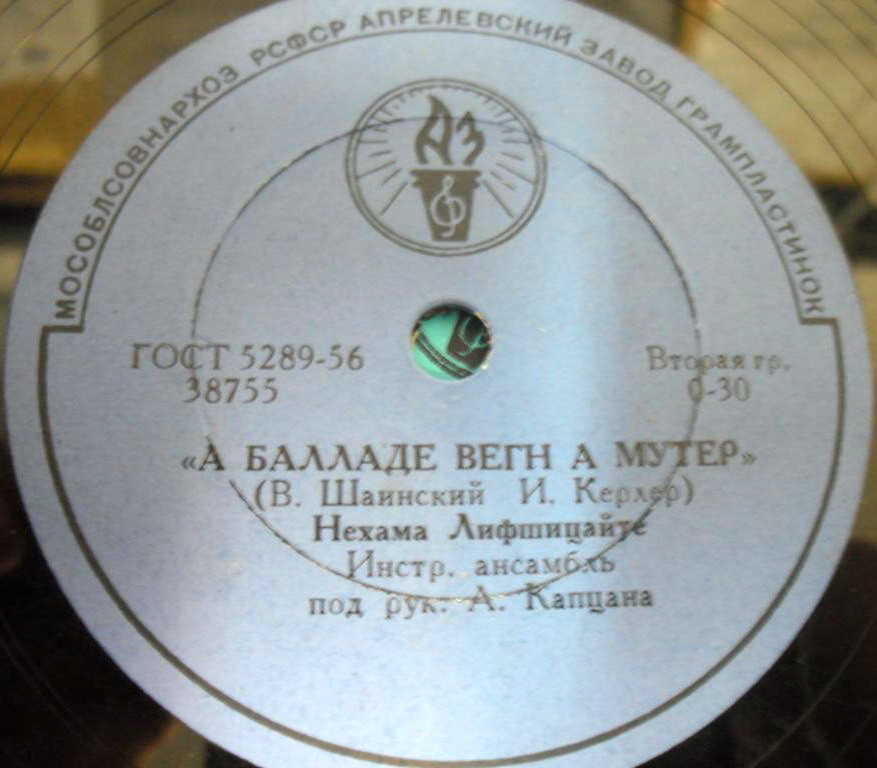 МОСОБЛСОВНАРХОЗ РСФСР АПРЕЛЕВСКИЙ ЗАВОД ГРАМПЛАСТИНОК
АЗ
ГОСТ 5289-56 Вторая гр.
38755 0-30
«А БАЛЛАДЕ ВЕГН А МУТЕР»
(В. Шаинский И. Керлер)
Нехама Лифшицайте
Инстр. ансамбль
под рук. А. Капцана